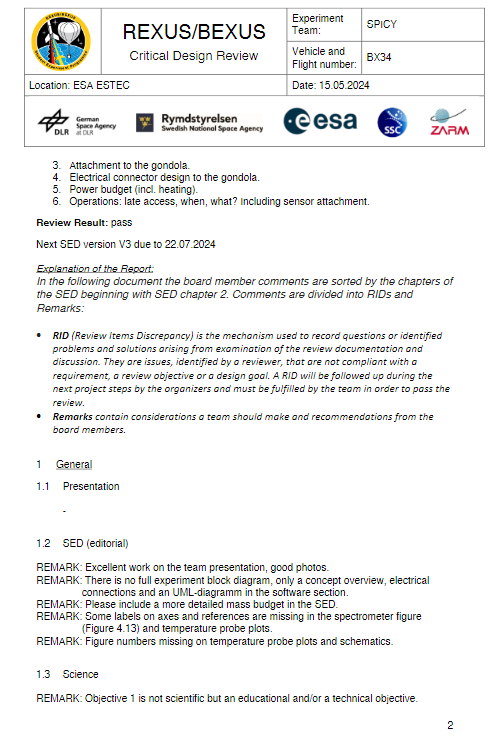 REXUS/BEXUS
Critical Design Review
Experiment Team:
SPICY
Vehicle and Flight number:
BX34
Location: ESA ESTEC
Date: 15.05.2024
DLR
German
Space Agency
at DLR
Rymdstyrelsen
Swedish National Space Agency
esa
SSC
ZARM
3. Attachment to the gondola.
4. Electrical connector design to the gondola.
5. Power budget (incl. heating).
6. Operations: late access, when, what? Including sensor attachment.
Review Result: pass
Next SED version V3 due to 22.07.2024
Explanation of the Report:
In the following document the board member comments are sorted by the chapters of
the SED beginning with SED chapter 2. Comments are divided into RIDs and
Remarks:
• RID (Review Items Discrepancy) is the mechanism used to record questions or identified
problems and solutions arising from examination of the review documentation and
discussion. They are issues, identified by a reviewer, that are not compliant with a
requirement, a review objective or a design goal. A RID will be followed up during the
next project steps by the organizers and must be fulfilled by the team in order to pass the
review.
• Remarks contain considerations a team should make and recommendations from the
board members.
1 General
1.1 Presentation
-
1.2 SED (editorial)
REMARK: Excellent work on the team presentation, good photos.
REMARK: There is no full experiment block diagram, only a concept overview, electrical
connections and an UML-diagramm in the software section.
REMARK: Please include a more detailed mass budget in the SED.
REMARK: Some labels on axes and references are missing in the spectrometer figure
(Figure 4.13) and temperature probe plots.
REMARK: Figure numbers missing on temperature probe plots and schematics.
1.3 Science
REMARK: Objective 1 is not scientific but an educational and/or a technical objective.
2